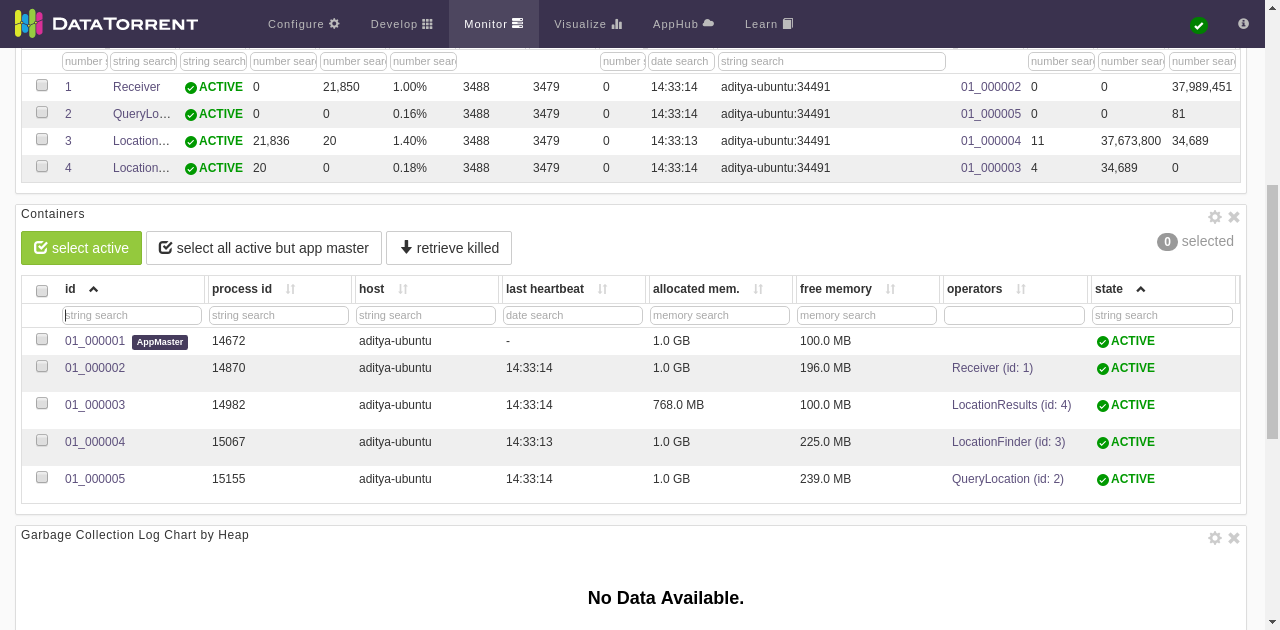 DATATORRENT Configure Develop Monitor Visualize AppHub Learn
number s string search string search number sear number sear number sear number s date search string search number sear number sear number sear
1 Receiver ACTIVE 0 21,850 1.00% 3488 3479 0 14:33:14 aditya-ubuntu:34491 01_000002 0 0 37,989,451
2 QueryLo... ACTIVE 0 0 0.16% 3488 3479 0 14:33:14 aditya-ubuntu:34491 01_000005 0 0 81
3 Location... ACTIVE 21,836 20 1.40% 3488 3479 0 14:33:13 aditya-ubuntu:34491 01_000004 11 37,673,800 34,689
4 Location... ACTIVE 20 0 0.18% 3488 3479 0 14:33:14 aditya-ubuntu:34491 01_000003 4 34,689 0
Containers
select active select all active but app master retrieve killed 0 selected
id process id host last heartbeat allocated mem. free memory operators state
string search string search string search date search memory search memory search string search
01_000001 AppMaster 14672 aditya-ubuntu - 1.0 GB 100.0 MB ACTIVE
01_000002 14870 aditya-ubuntu 14:33:14 1.0 GB 196.0 MB Receiver (id: 1) ACTIVE
01_000003 14982 aditya-ubuntu 14:33:14 768.0 MB 100.0 MB LocationResults (id: 4) ACTIVE
01_000004 15067 aditya-ubuntu 14:33:13 1.0 GB 225.0 MB LocationFinder (id: 3) ACTIVE
01_000005 15155 aditya-ubuntu 14:33:14 1.0 GB 239.0 MB QueryLocation (id: 2) ACTIVE
Garbage Collection Log Chart by Heap
No Data Available.